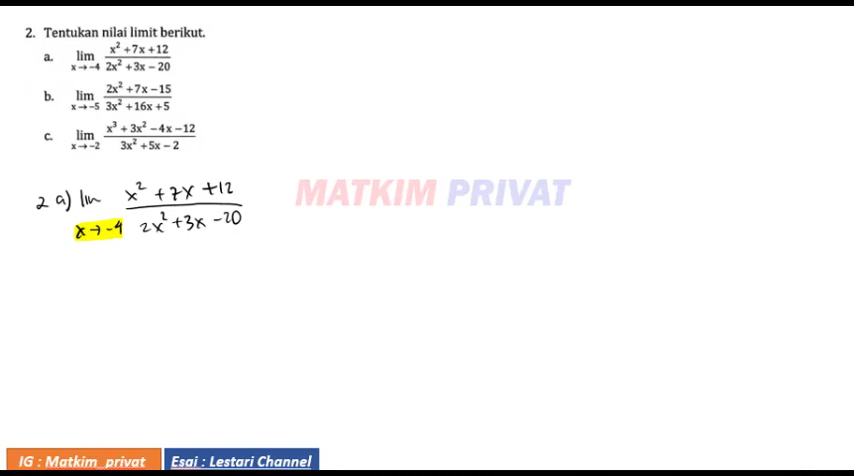 2. Tentukan nilai limit berikut.
a. lim x→-4 x² + 7x + 12 / 2x² + 3x - 20
b. lim x→-5 2x² + 7x - 15 / 3x² + 16x + 5
c. lim x→-2 x³ + 3x² - 4x - 12 / 3x² + 5x - 2
2 a) lim x→-4 x² + 7x + 12 / 2x² + 3x - 20
MATKIM PRIVAT
IG : Matkim_privat Esai : Lestari Channel